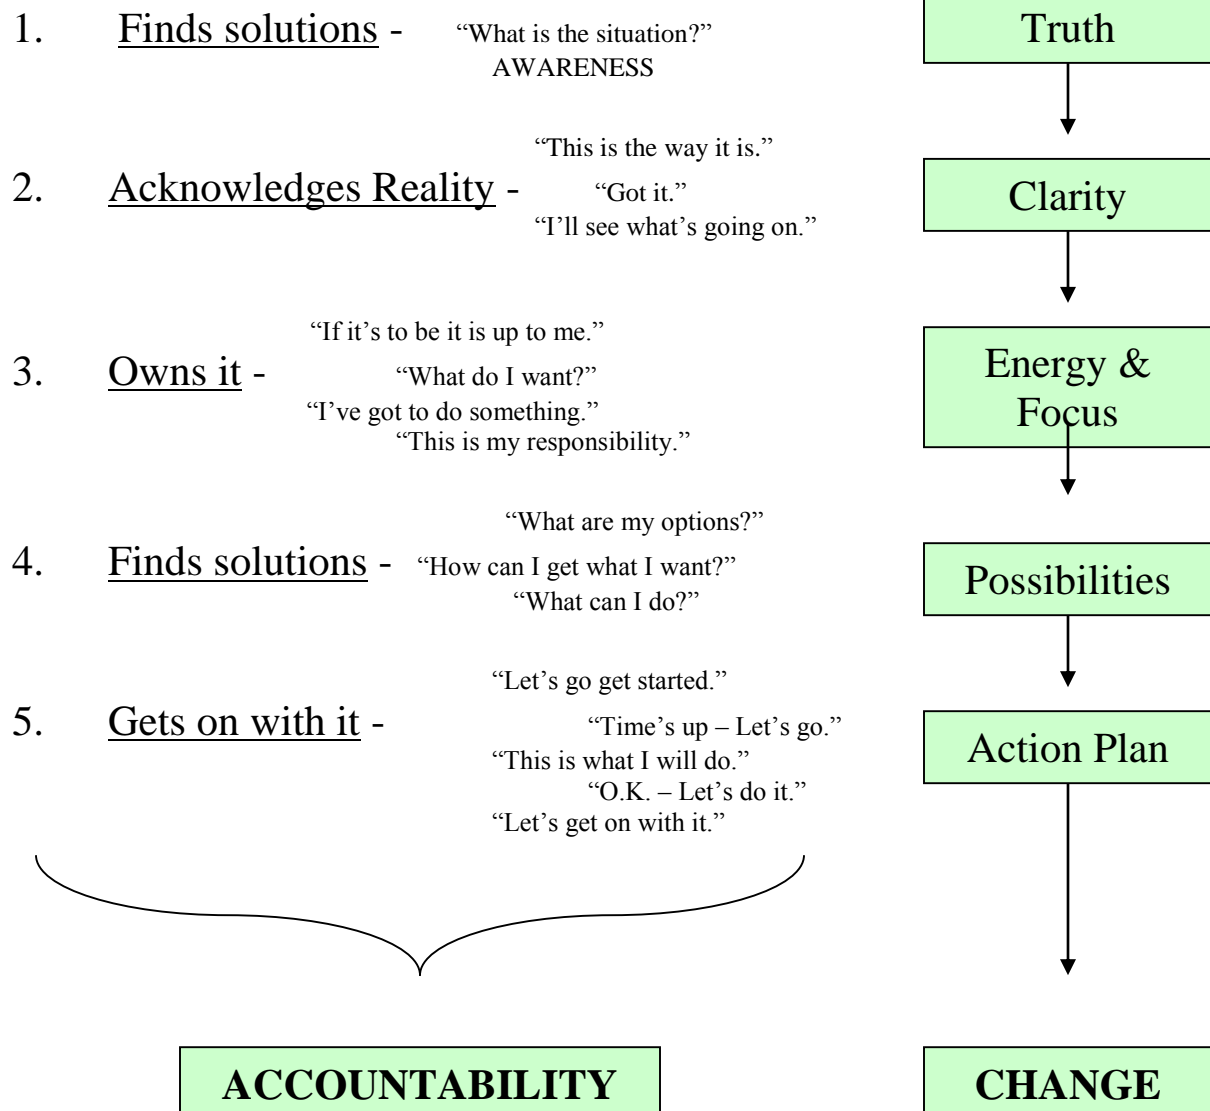 1. Finds solutions - “What is the situation?”
AWARENESS
Truth
“This is the way it is.”
2. Acknowledges Reality - “Got it.”
“I’ll see what’s going on.”
Clarity
“If it’s to be it is up to me.”
3. Owns it - “What do I want?”
“I’ve got to do something.”
“This is my responsibility.”
Energy &
Focus
“What are my options?”
4. Finds solutions - “How can I get what I want?”
“What can I do?”
Possibilities
“Let’s go get started.”
5. Gets on with it - “Time’s up – Let’s go.”
“This is what I will do.”
“O.K. – Let’s do it.”
“Let’s get on with it.”
Action Plan
ACCOUNTABILITY
CHANGE